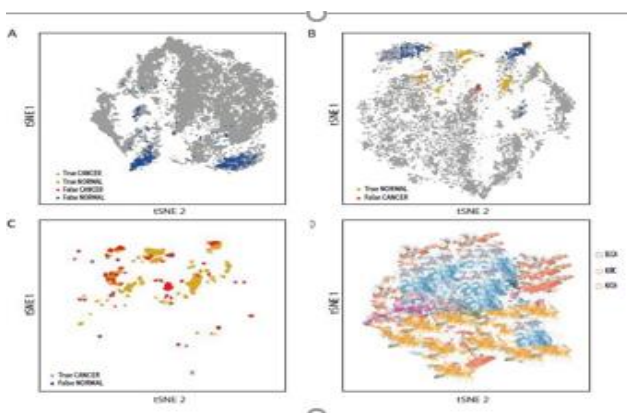 A
tSNE 1
True CANCER
True NORMAL
False CANCER
False NORMAL
tSNE 2
B
tSNE 1
True NORMAL
False CANCER
tSNE 2
C
tSNE 1
True CANCER
False NORMAL
tSNE 2
tSNE 1
tSNE 2